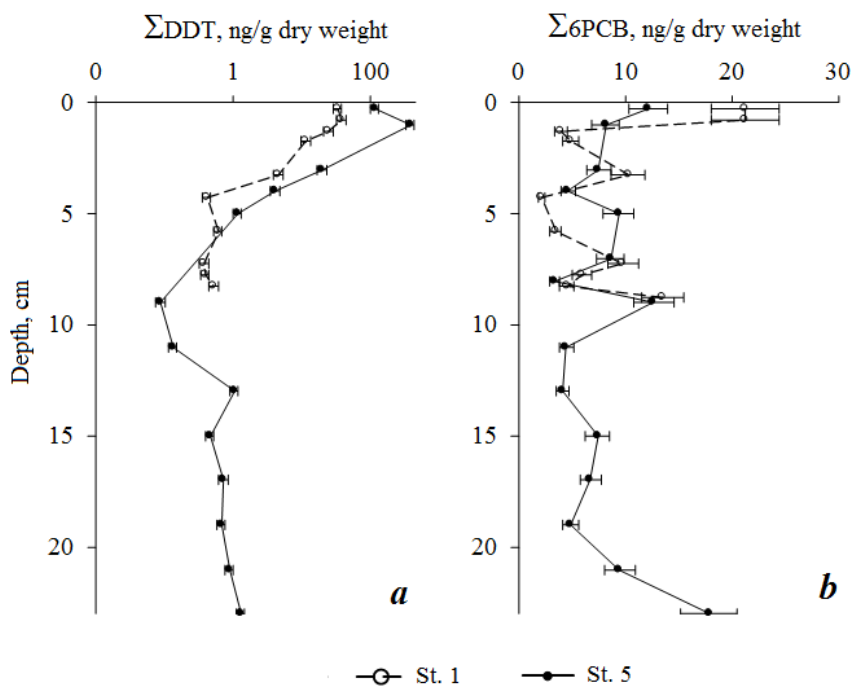 ΣDDT, ng/g dry weight
Σ6PCB, ng/g dry weight
0 1 100
0 10 20 30
0
5
10
15
20
Depth, cm
a
0
5
10
15
20
b
St. 1 St. 5